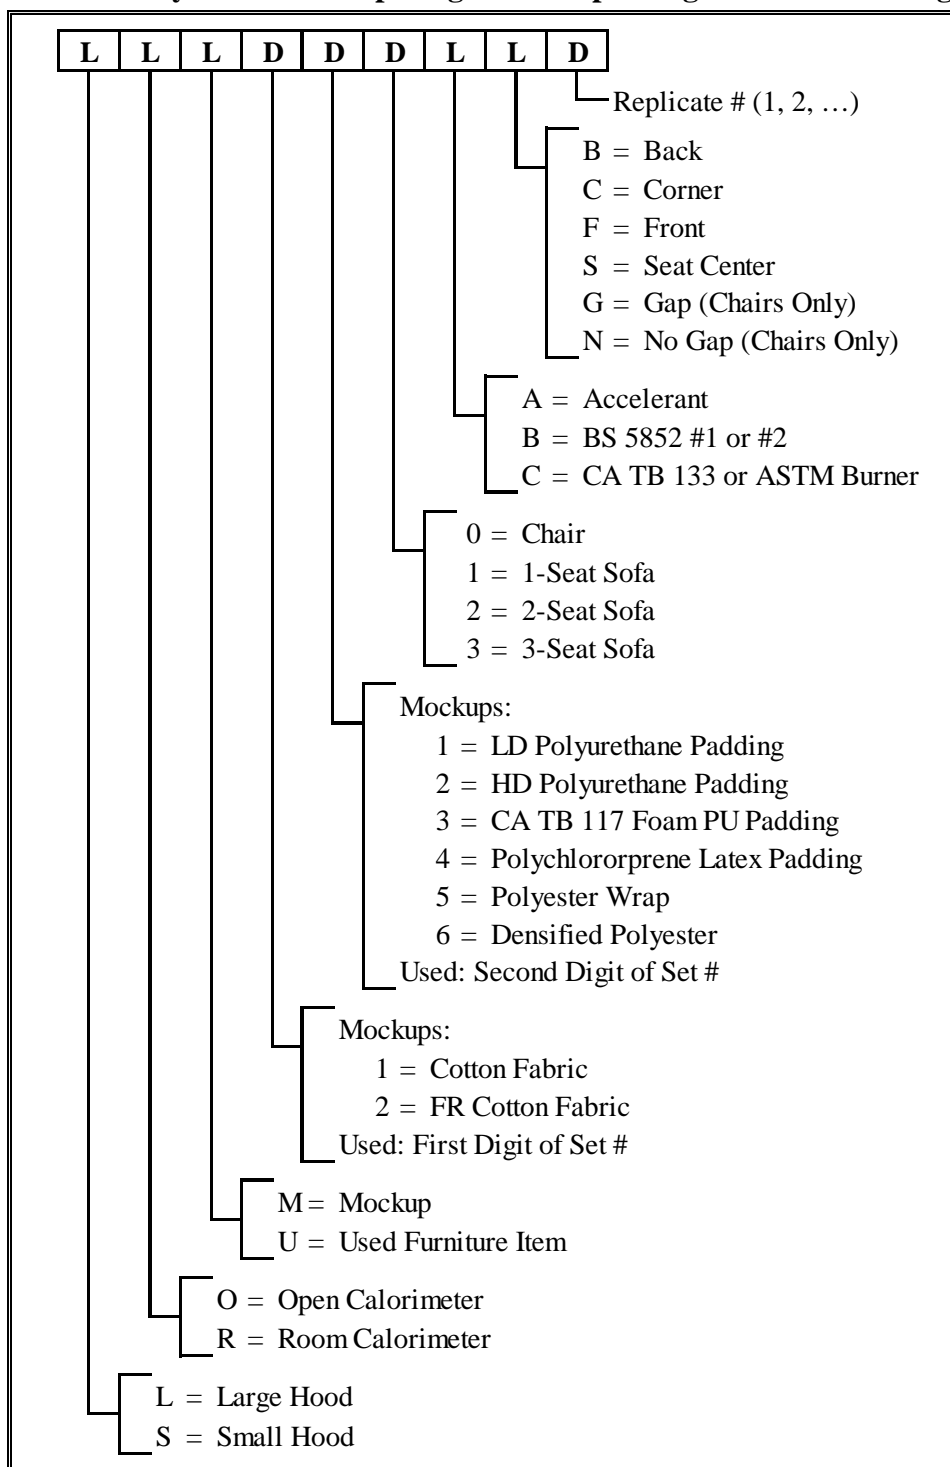 L L L D D D L L D
Replicate # (1, 2, …)
B = Back
C = Corner
F = Front
S = Seat Center
G = Gap (Chairs Only)
N = No Gap (Chairs Only)
A = Accelerant
B = BS 5852 #1 or #2
C = CA TB 133 or ASTM Burner
0 = Chair
1 = 1-Seat Sofa
2 = 2-Seat Sofa
3 = 3-Seat Sofa
Mockups:
1 = LD Polyurethane Padding
2 = HD Polyurethane Padding
3 = CA TB 117 Foam PU Padding
4 = Polychlororprene Latex Padding
5 = Polyester Wrap
6 = Densified Polyester
Used: Second Digit of Set #
Mockups:
1 = Cotton Fabric
2 = FR Cotton Fabric
Used: First Digit of Set #
M = Mockup
U = Used Furniture Item
O = Open Calorimeter
R = Room Calorimeter
L = Large Hood
S = Small Hood